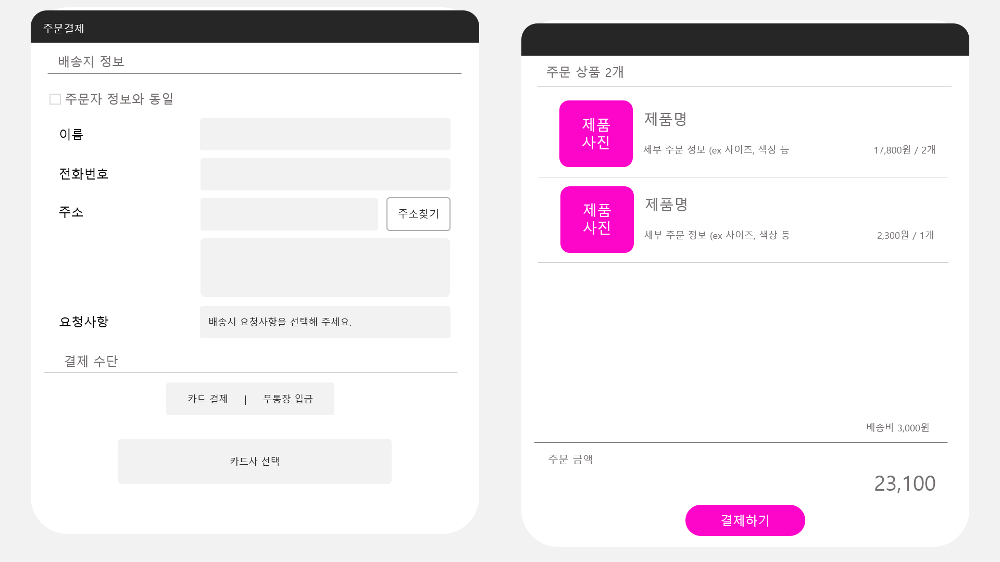 주문결제
배송지 정보
주문자 정보와 동일
이름
전화번호
주소
주소찾기
요청사항
배송시 요청사항을 선택해 주세요.
결제 수단
카드 결제 | 무통장 입금
카드사 선택
주문 상품 2개
제품
사진
제품명
세부 주문 정보 (ex 사이즈, 색상 등
17,800원 / 2개
제품
사진
제품명
세부 주문 정보 (ex 사이즈, 색상 등
2,300원 / 1개
배송비 3,000원
주문 금액
23,100
결제하기